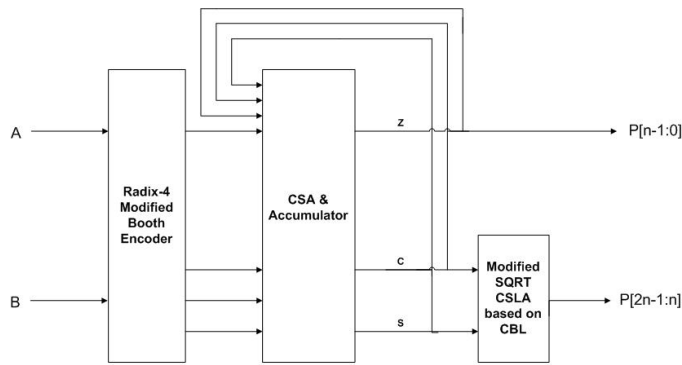 A
B
Radix-4
Modified
Booth
Encoder
CSA &
Accumulator
Z
C
S
Modified
SQRT
CSLA
based on
CBL
P[n-1:0]
P[2n-1:n]